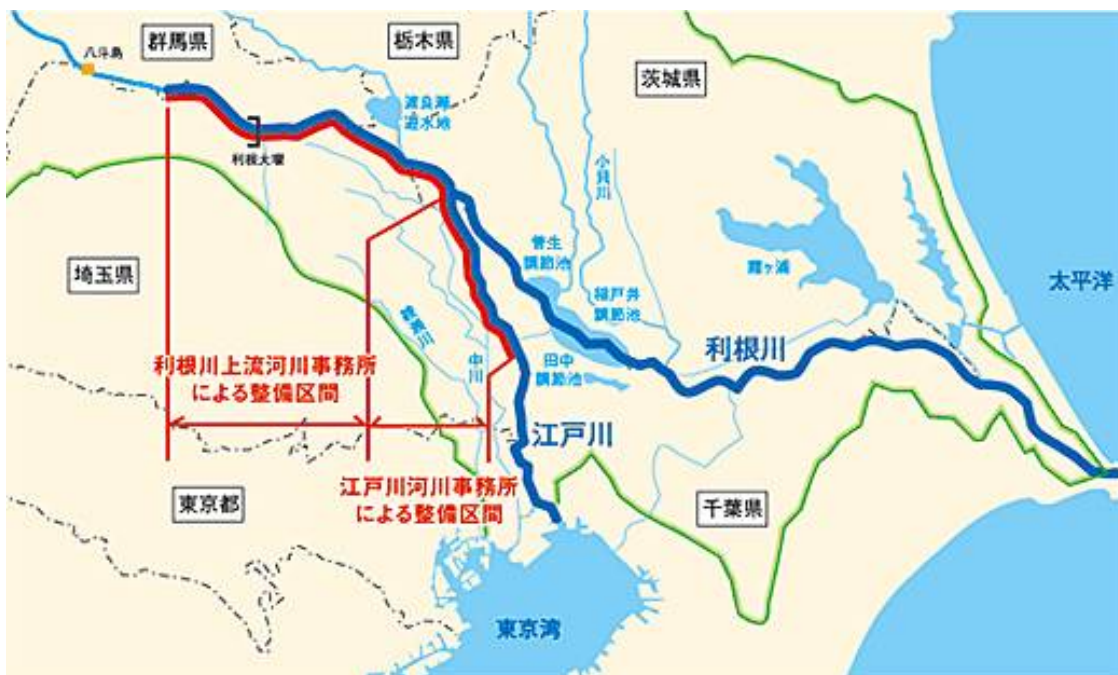 群馬県
栃木県
八斗島
茨城県
渡良瀬
遊水地
利根大堰
小貝川
埼玉県
菅生
調節池
稲戸井
調節池
霞ヶ浦
太平洋
綾瀬川
中川
田中
調節池
利根川
利根川上流河川事務所
による整備区間
江戸川
江戸川河川事務所
による整備区間
東京都
千葉県
東京湾